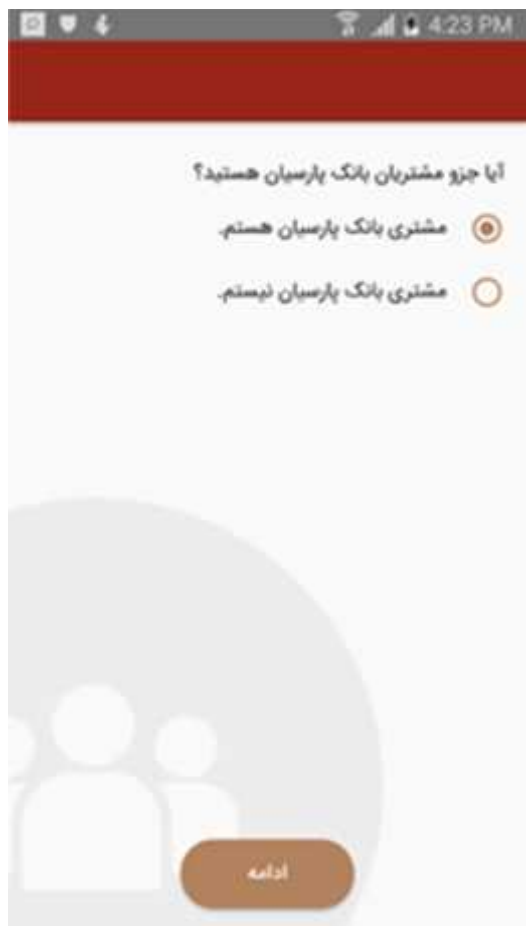 4:23 PM
آیا جزو مشتریان بانک پارسیان هستید؟
مشتری بانک پارسیان هستم.
مشتری بانک پارسیان نیستم.
ادامه